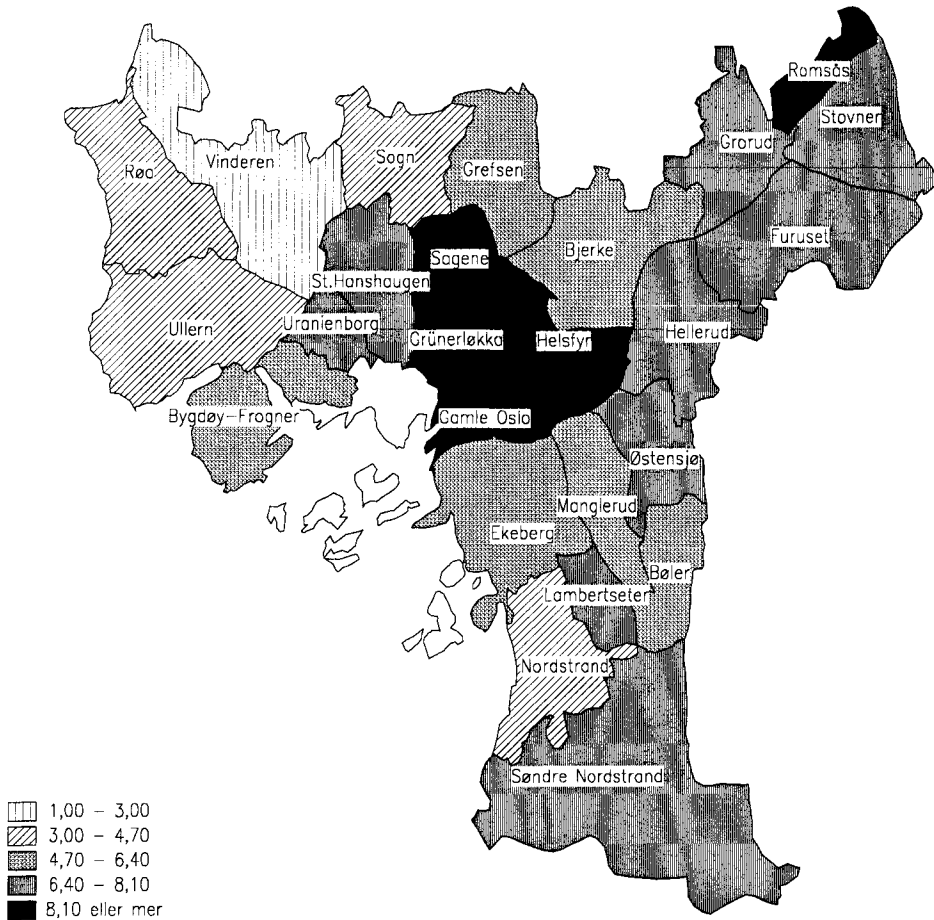 Romsås
Stovner
Grorud
Røa
Vinderen
Sogn
Grefsen
Furuset
Bjerke
Sagene
St.Hanshaugen
Uranienborg
Ullern
Grünerløkka
Helsfyr
Hellerud
Bygdøy-Frogner
Gamle Oslo
Østensjø
Manglerud
Ekeberg
Bøler
Lambertseter
Nordstrand
Søndre Nordstrand
1,00 - 3,00
3,00 - 4,70
4,70 - 6,40
6,40 - 8,10
8,10 eller mer